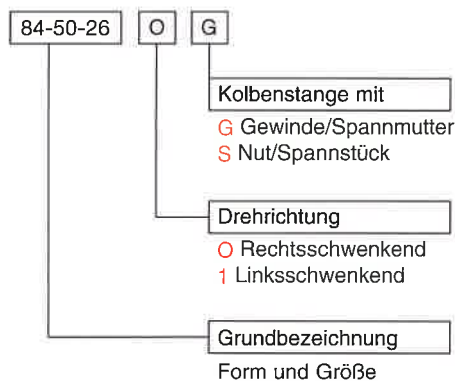 84-50-26 O G
Kolbenstange mit
G Gewinde/Spannmutter
S Nut/Spannstück
Drehrichtung
O Rechtsschwenkend
1 Linksschwenkend
Grundbezeichnung
Form und Größe